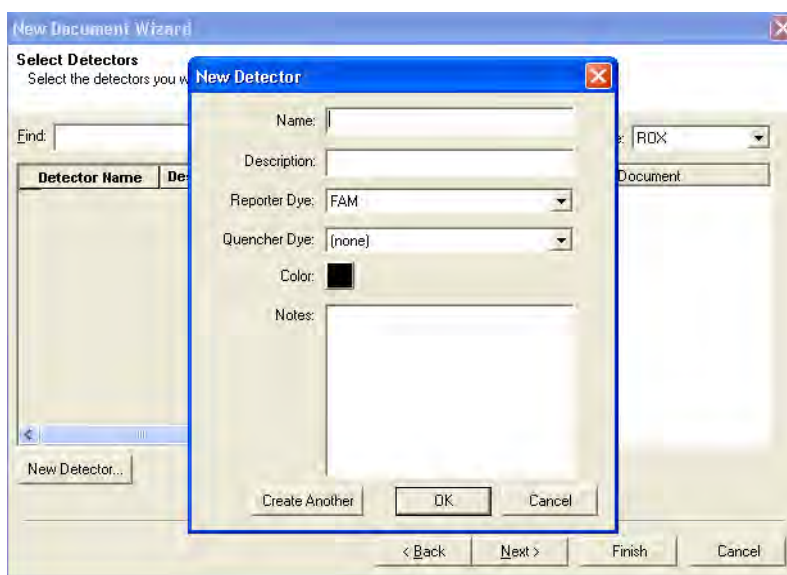 New Document Wizard
Select Detectors
Select the detectors you w
New Detector
Name:
Find:
ROX
Description:
Detector Name
Des
Document
Reporter Dye: FAM
Quencher Dye: (none)
Color:
Notes:
New Detector...
Create Another
OK
Cancel
< Back
Next >
Finish
Cancel